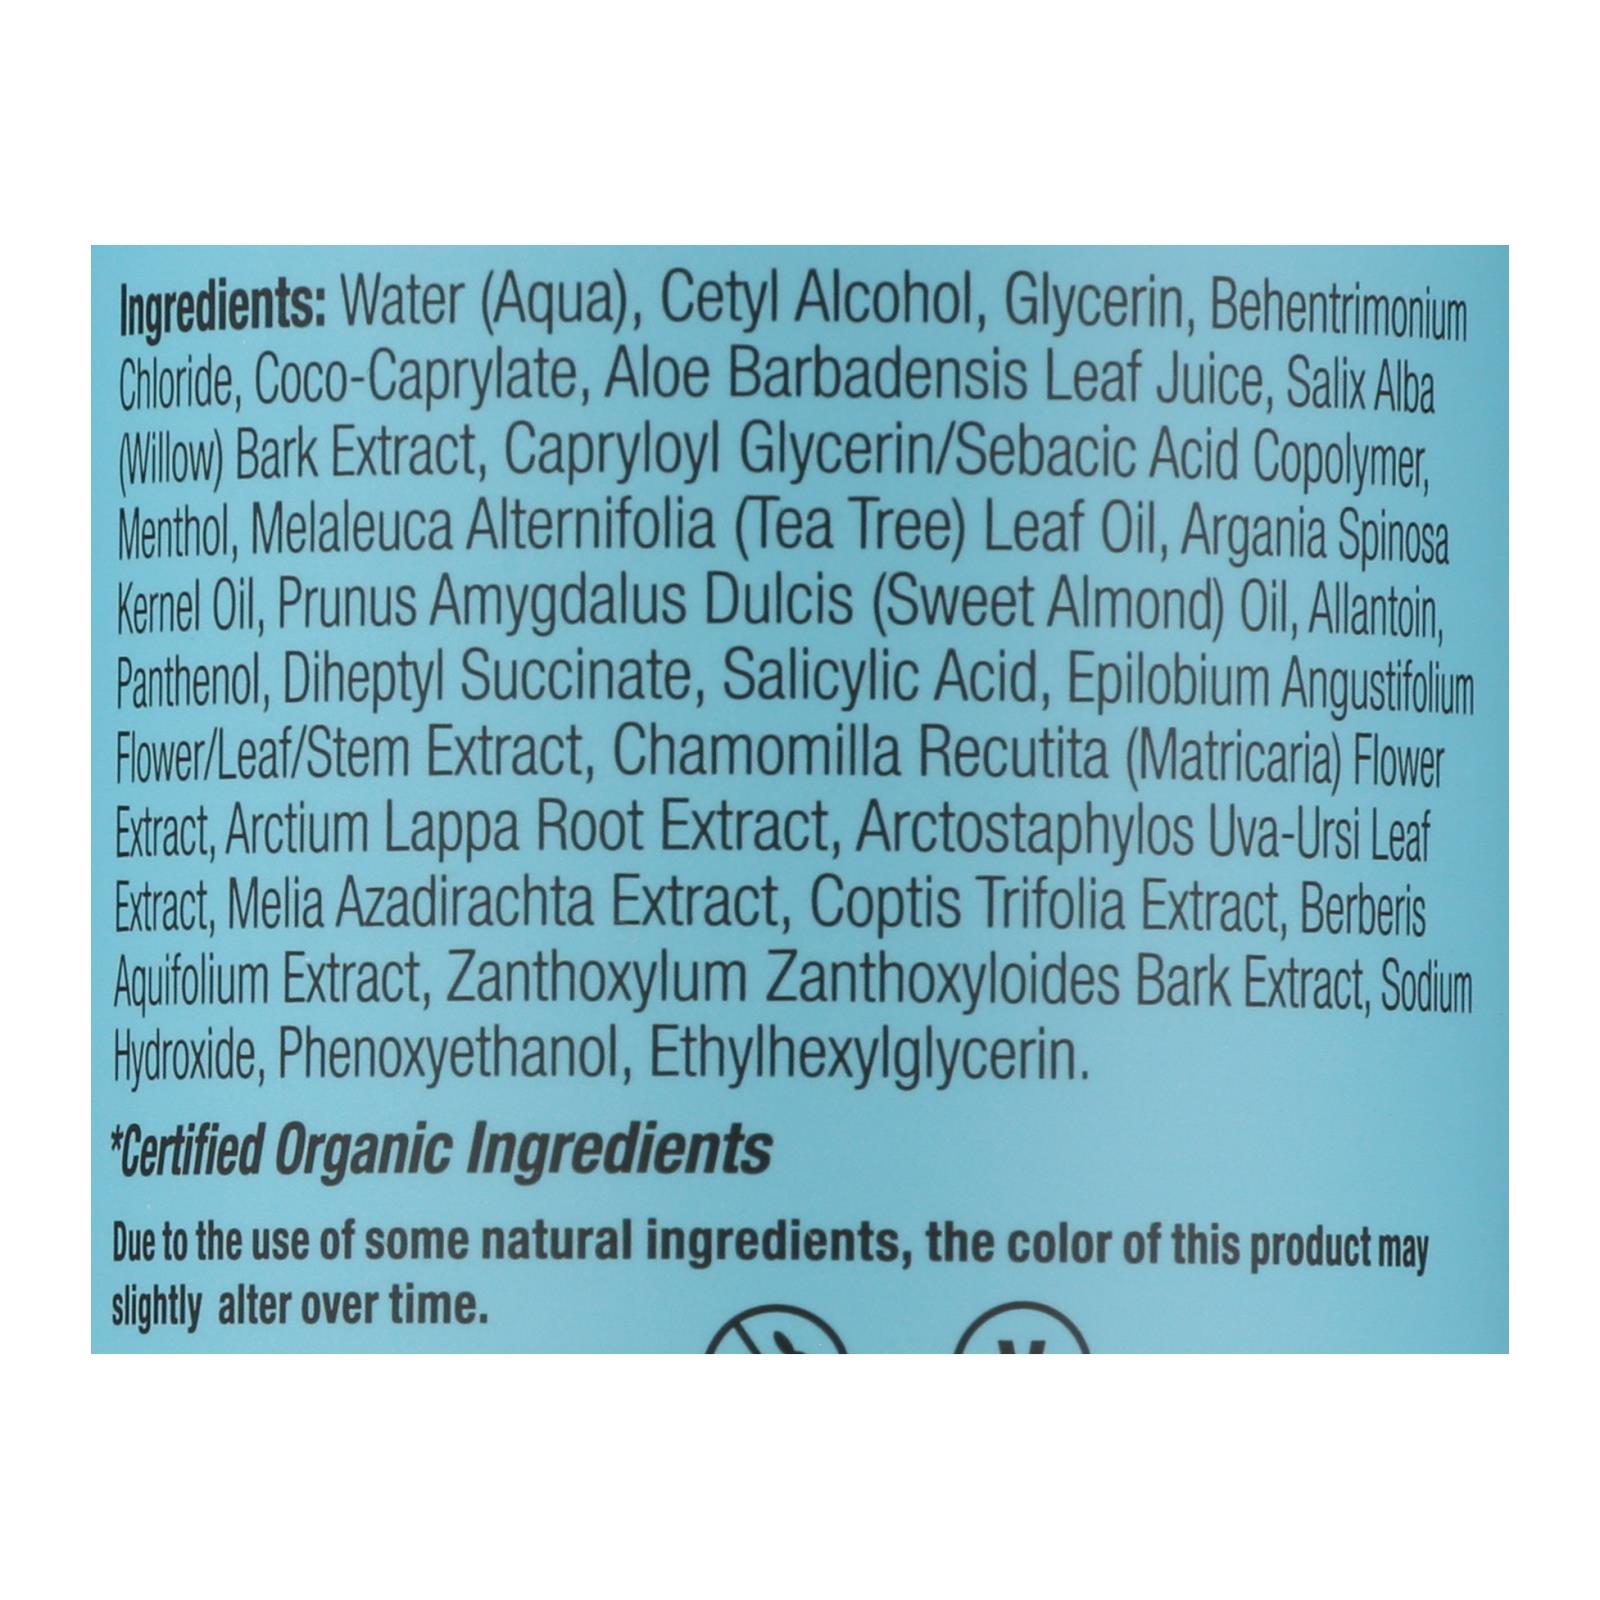 Ingredients: Water (Aqua), Cetyl Alcohol, Glycerin, Behentrimonium
Chloride, Coco-Caprylate, Aloe Barbadensis Leaf Juice, Salix Alba
(Willow) Bark Extract, Capryloyl Glycerin/Sebacic Acid Copolymer,
Menthol, Melaleuca Alternifolia (Tea Tree) Leaf Oil, Argania Spinosa
Kernel Oil, Prunus Amygdalus Dulcis (Sweet Almond) Oil, Allantoin,
Panthenol, Diheptyl Succinate, Salicylic Acid, Epilobium Angustifolium
Flower/Leaf/Stem Extract, Chamomilla Recutita (Matricaria) Flower
Extract, Arctium Lappa Root Extract, Arctostaphylos Uva-Ursi Leaf
Extract, Melia Azadirachta Extract, Coptis Trifolia Extract, Berberis
Aquifolium Extract, Zanthoxylum Zanthoxyloides Bark Extract, Sodium
Hydroxide, Phenoxyethanol, Ethylhexylglycerin.
*Certified Organic Ingredients
Due to the use of some natural ingredients, the color of this product may
slightly alter over time.